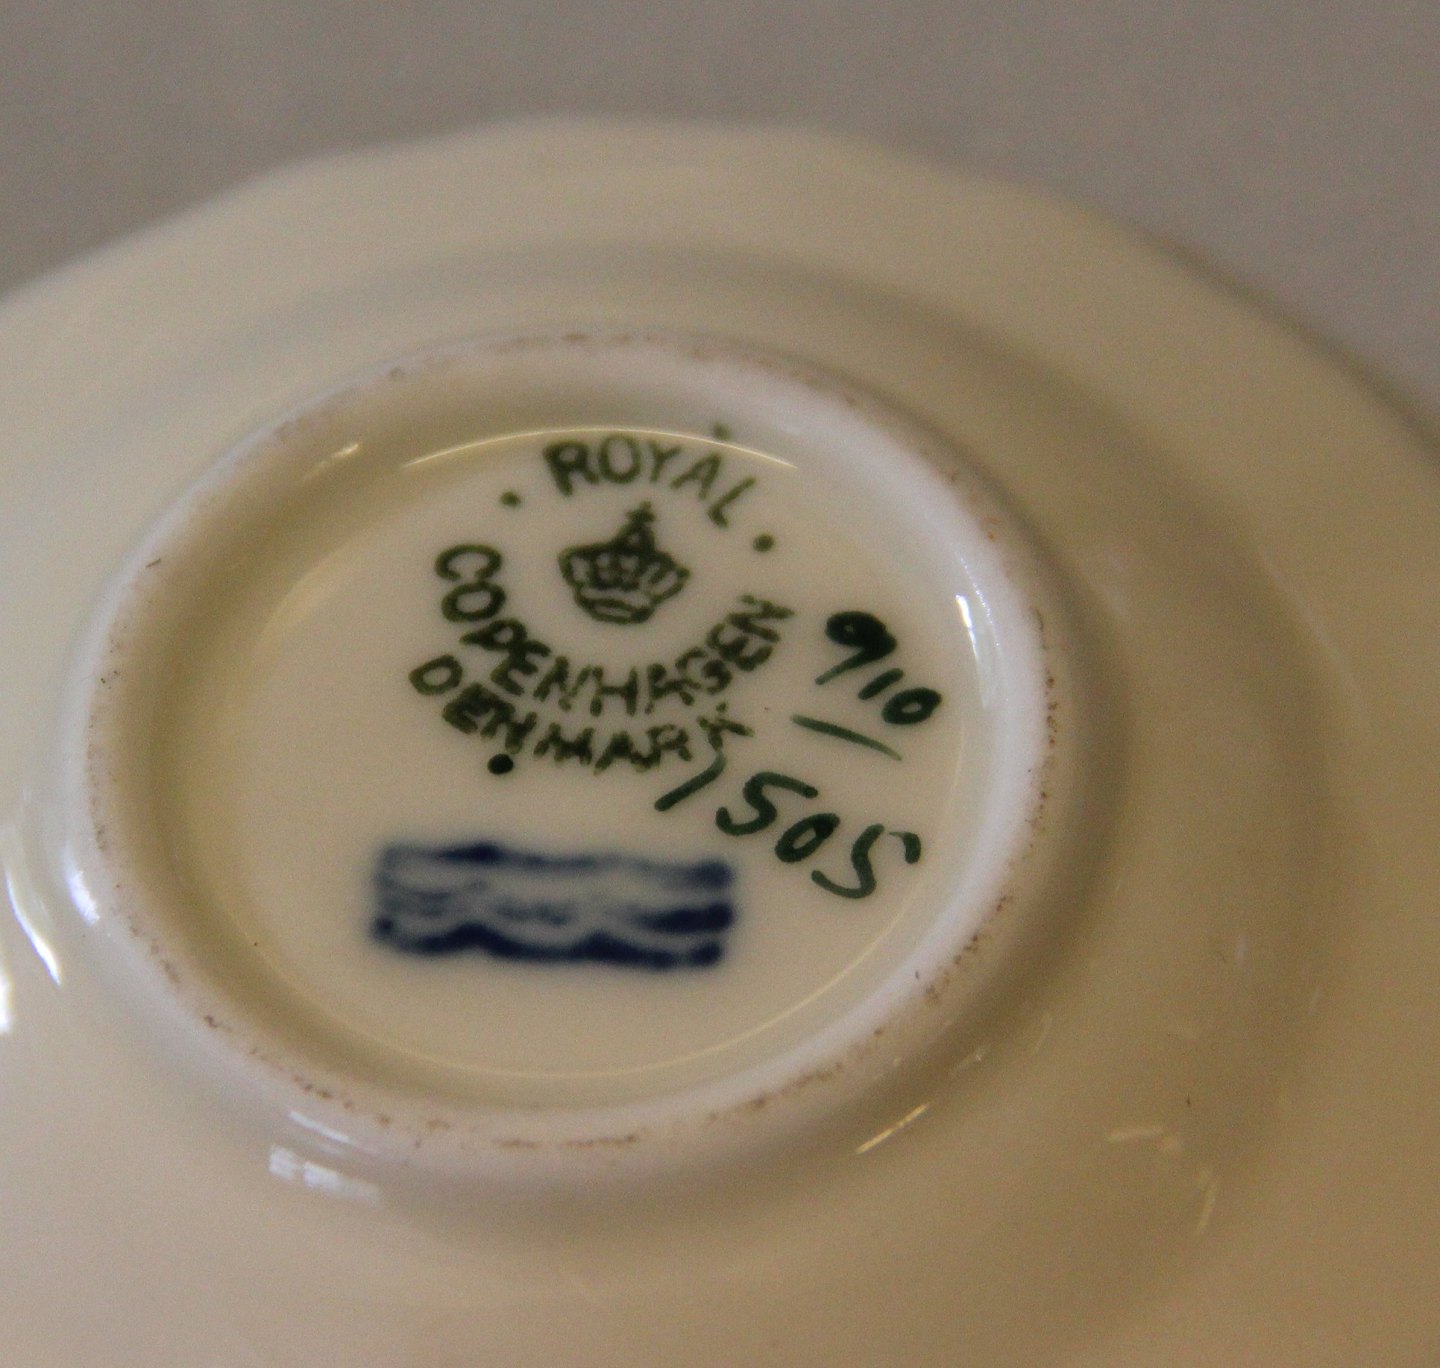 ROYAL
COPENHAGEN
DENMARK
910
1505